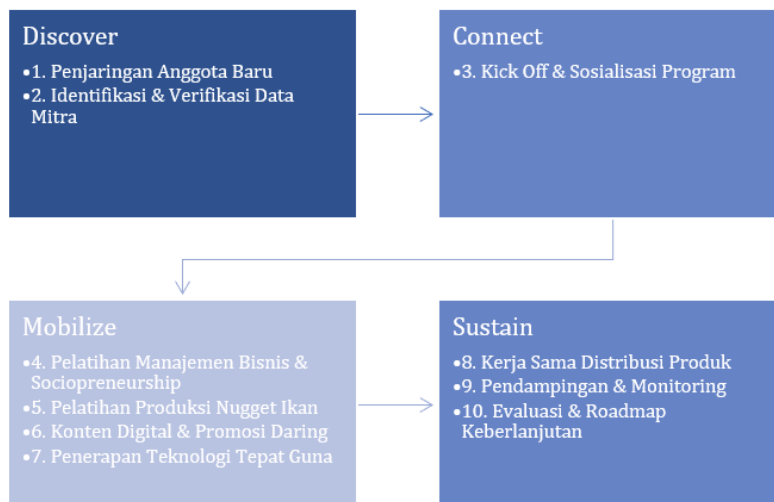 Discover
•1. Penjaringan Anggota Baru
•2. Identifikasi & Verifikasi Data
Mitra
Connect
•3. Kick Off & Sosialisasi Program
Mobilize
•4. Pelatihan Manajemen Bisnis &
Sociopreneurship
•5. Pelatihan Produksi Nugget Ikan
•6. Konten Digital & Promosi Daring
•7. Penerapan Teknologi Tepat Guna
Sustain
•8. Kerja Sama Distribusi Produk
•9. Pendampingan & Monitoring
•10. Evaluasi & Roadmap
Keberlanjutan